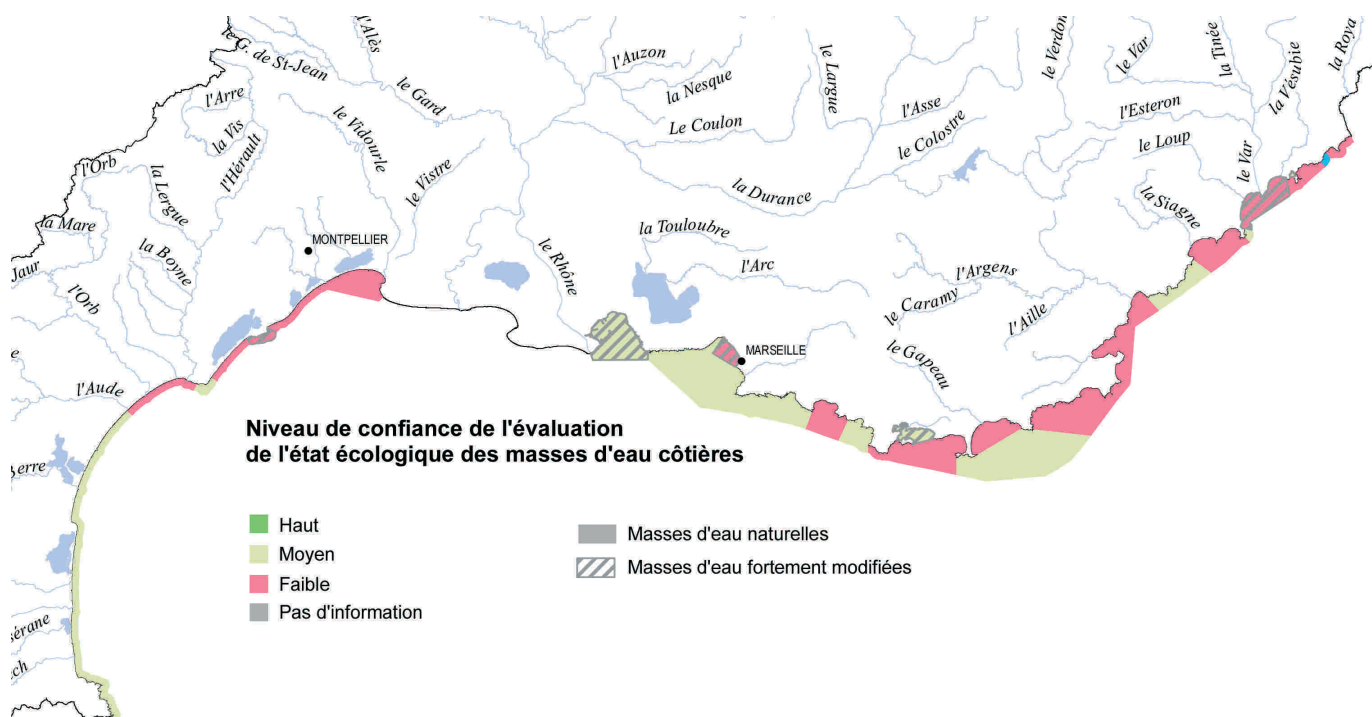 l'Alès
le G. de St-Jean
l'Arre
le Gard
la Vis
le Vidourle
l'Hérault
l'Orb
la Lergue
le Vistre
la Mare
Jaur
la Boyne
l'Orb
MONTPELLIER
l'Aude
l'Auzon
la Nesque
Le Coulon
le Largue
la Durance
l'Asse
le Colostre
le Verdon
le Var
la Tinée
la Vésubie
la Roya
l'Esteron
le Loup
le Var
la Siagne
la Touloubre
l'Arc
le Rhône
l'Argens
le Caramy
l'Aille
le Gapeau
MARSEILLE
Niveau de confiance de l'évaluation
de l'état écologique des masses d'eau côtières
Haut
Moyen
Faible
Pas d'information
Masses d'eau naturelles
Masses d'eau fortement modifiées
erre
sérane
ech